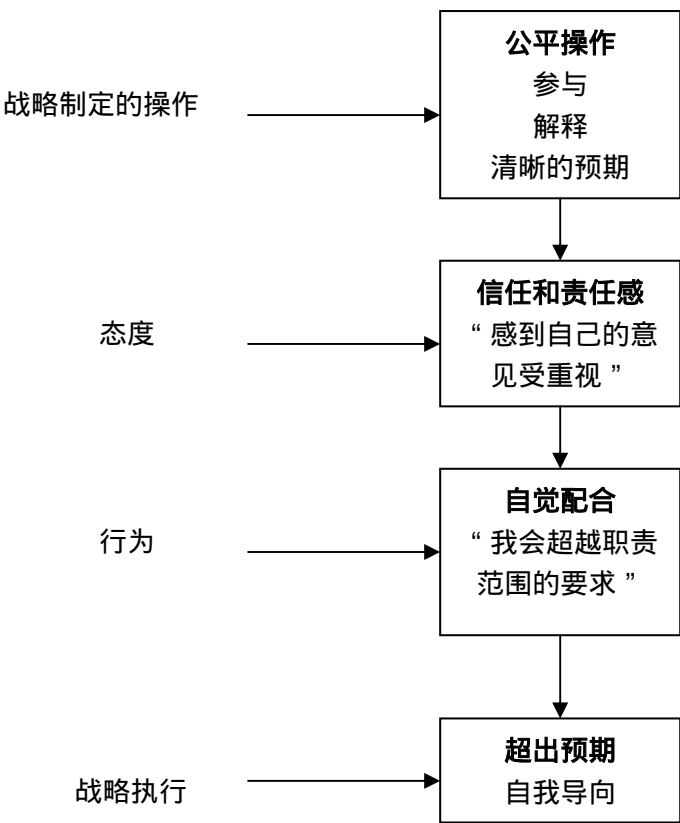 公平操作
参与
解释
清晰的预期
战略制定的操作
信任和责任感
“感到自己的意
见受重视”
态度
自觉配合
“我会超越职责
范围的要求”
行为
超出预期
自我导向
战略执行